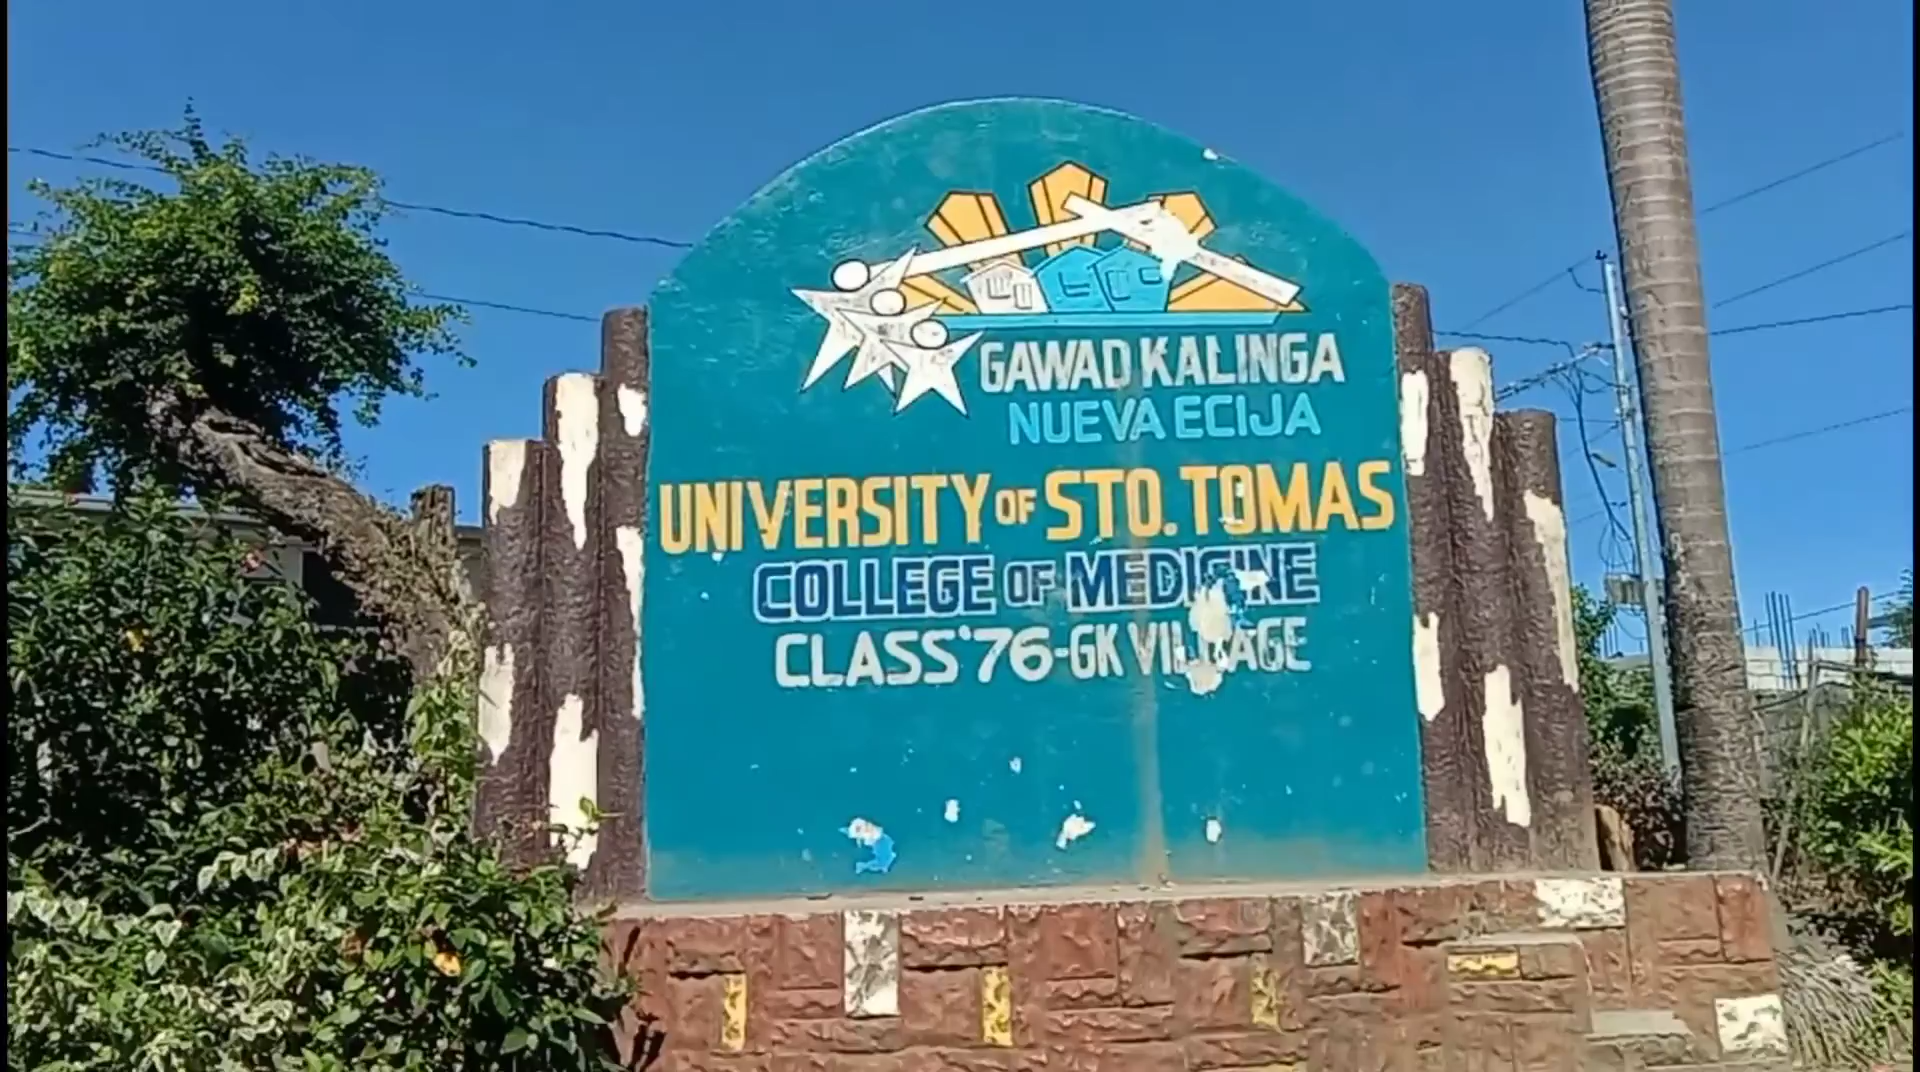 GAWAD KALINGA
NUEVA ECIJA
UNIVERSITY OF STO. TOMAS
COLLEGE OF MEDICINE
CLASS '76-GK VILLAGE